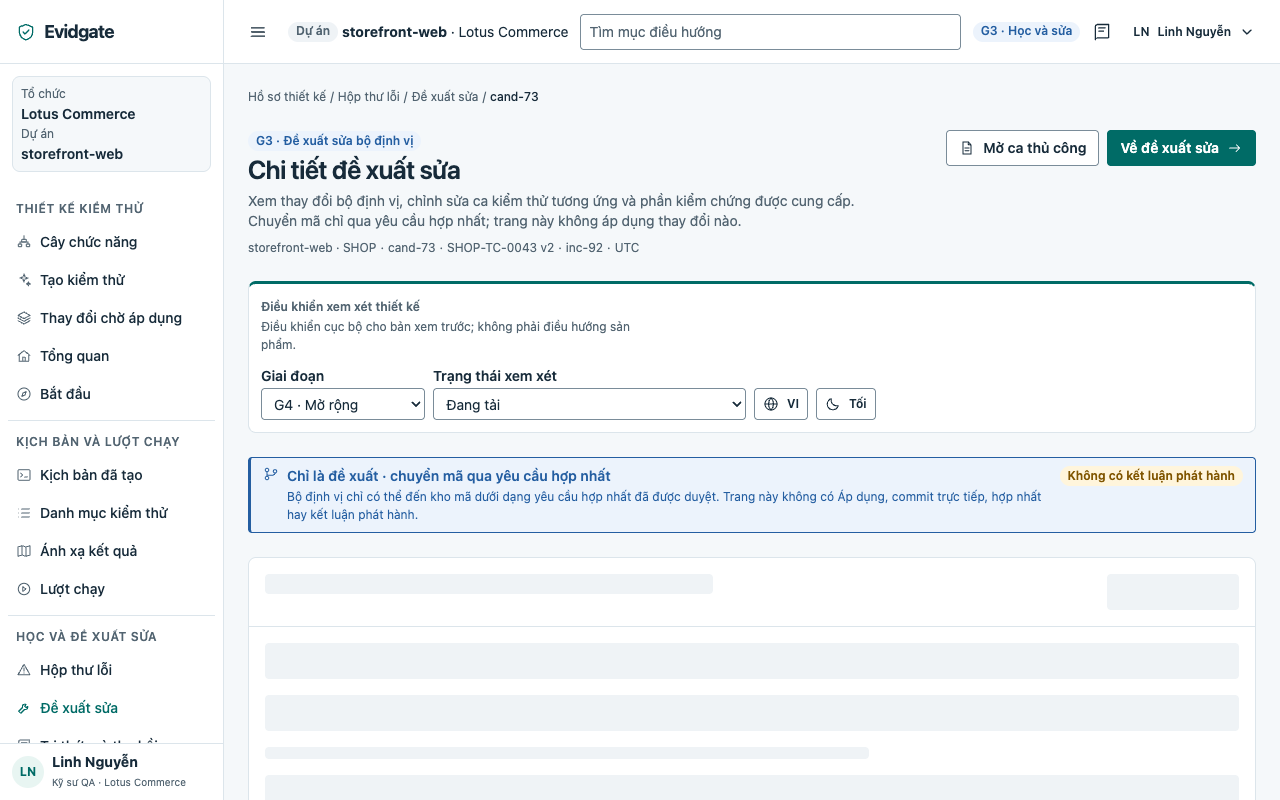 Evidgate
Dự án storefront-web · Lotus Commerce
Tìm mục điều hướng
G3 · Học và sửa
LN Linh Nguyễn
Tổ chức
Lotus Commerce
Dự án
storefront-web
THIẾT KẾ KIỂM THỬ
Cây chức năng
Tạo kiểm thử
Thay đổi chờ áp dụng
Tổng quan
Bắt đầu
KỊCH BẢN VÀ LƯỢT CHẠY
Kịch bản đã tạo
Danh mục kiểm thử
Ánh xạ kết quả
Lượt chạy
HỌC VÀ ĐỀ XUẤT SỬA
Hộp thư lỗi
Đề xuất sửa
LN
Linh Nguyễn
Kỹ sư QA · Lotus Commerce
Hồ sơ thiết kế / Hộp thư lỗi / Đề xuất sửa / cand-73
G3 · Đề xuất sửa bộ định vị
Chi tiết đề xuất sửa
Xem thay đổi bộ định vị, chỉnh sửa ca kiểm thử tương ứng và phần kiểm chứng được cung cấp.
Chuyển mã chỉ qua yêu cầu hợp nhất; trang này không áp dụng thay đổi nào.
storefront-web · SHOP · cand-73 · SHOP-TC-0043 v2 · inc-92 · UTC
Mở ca thủ công
Về đề xuất sửa
Điều khiển xem xét thiết kế
Điều khiển cục bộ cho bản xem trước; không phải điều hướng sản
phẩm.
Giai đoạn
G4 · Mở rộng
Trạng thái xem xét
Đang tải
VI
Tối
Chỉ là đề xuất · chuyển mã qua yêu cầu hợp nhất
Không có kết luận phát hành
Bộ định vị chỉ có thể đến kho mã dưới dạng yêu cầu hợp nhất đã được duyệt. Trang này không có Áp dụng, commit trực tiếp, hợp nhất
hay kết luận phát hành.